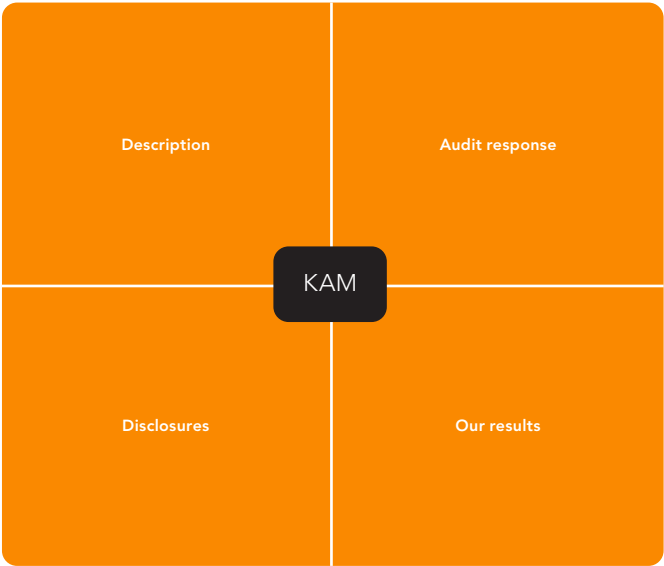 Description
Audit response
KAM
Disclosures
Our results